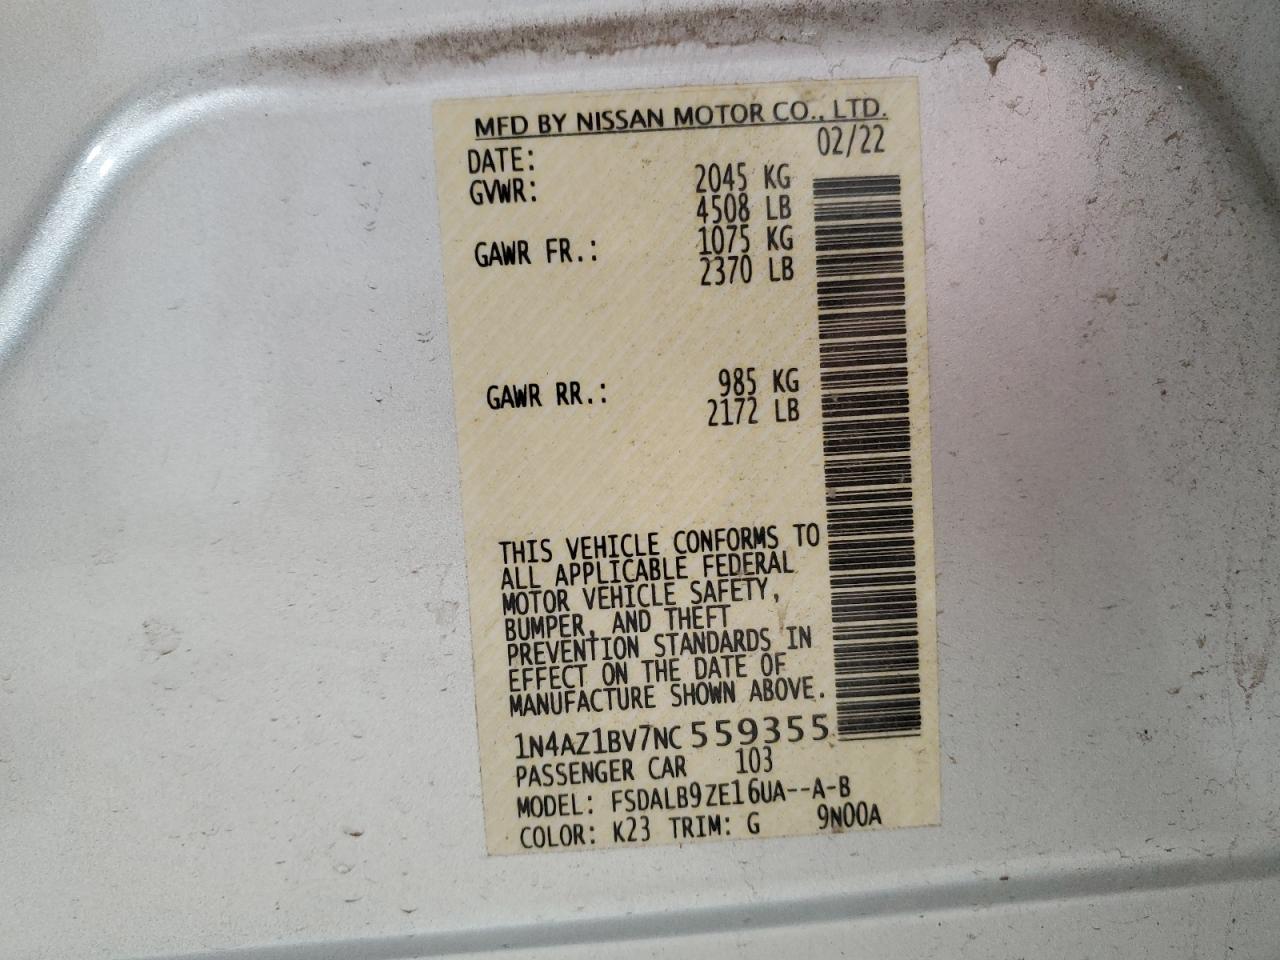 MFD BY NISSAN MOTOR CO., LTD.
DATE: 02/22
GVWR: 2045 KG
4508 LB
GAWR FR.: 1075 KG
2370 LB
GAWR RR.: 985 KG
2172 LB
THIS VEHICLE CONFORMS TO
ALL APPLICABLE FEDERAL
MOTOR VEHICLE SAFETY,
BUMPER, AND THEFT
PREVENTION STANDARDS IN
EFFECT ON THE DATE OF
MANUFACTURE SHOWN ABOVE.
1N4AZ1BV7NC559355
PASSENGER CAR 103
MODEL: FSDALB9ZE16UA--A-B
COLOR: K23 TRIM: G 9N00A